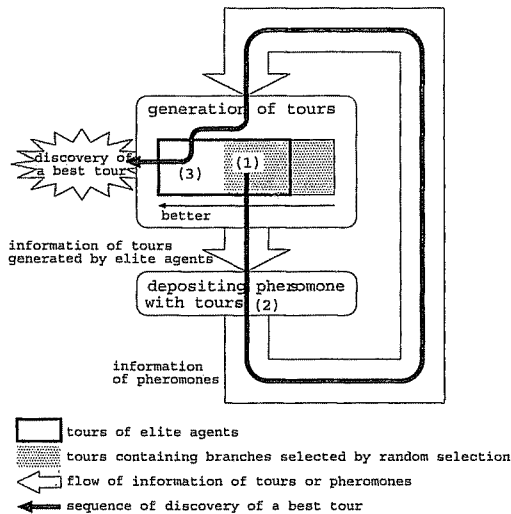 generation of tours
discovery of
a best tour
(3)
(1)
better
information of tours
generated by elite agents
depositing pheromone
with tours (2)
information
of pheromones
tours of elite agents
tours containing branches selected by random selection
flow of information of tours or pheromones
sequence of discovery of a best tour